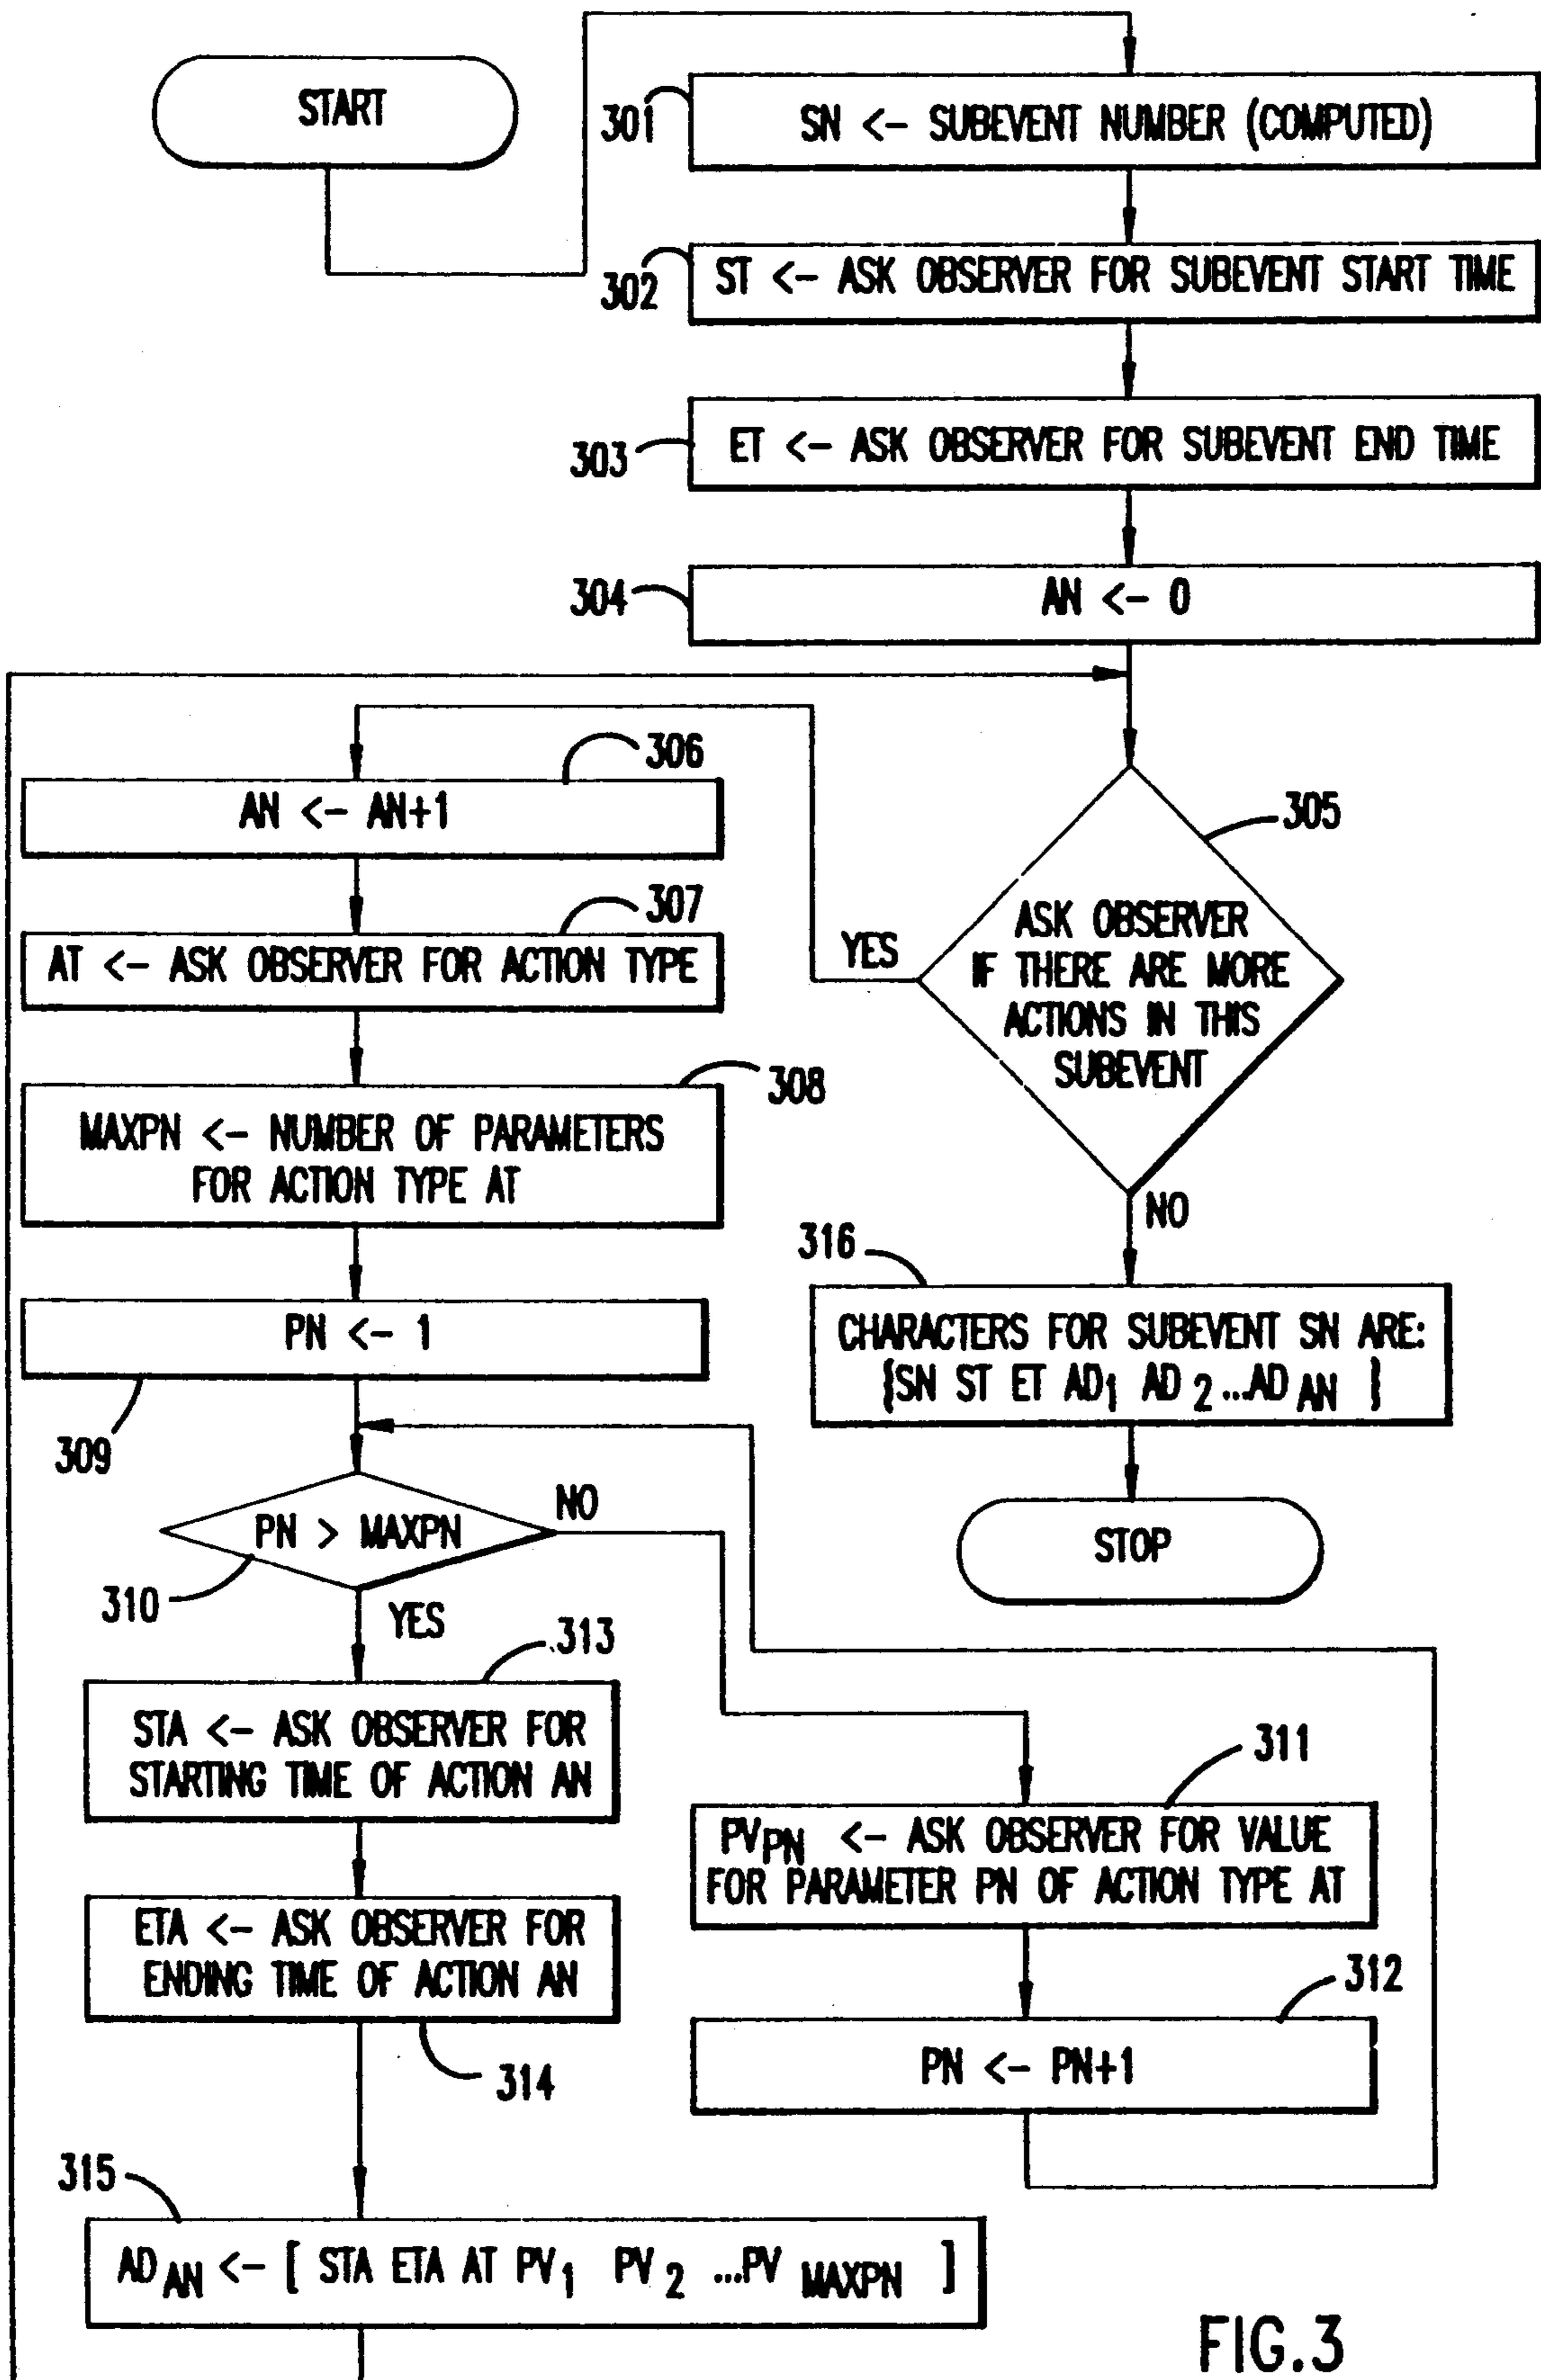 START
301
SN <- SUBEVENT NUMBER (COMPUTED)
302
ST <- ASK OBSERVER FOR SUBEVENT START TIME
303
ET <- ASK OBSERVER FOR SUBEVENT END TIME
304
AN <- 0
305
ASK OBSERVER
IF THERE ARE MORE
ACTIONS IN THIS
SUBEVENT
YES
306
AN <- AN+1
307
AT <- ASK OBSERVER FOR ACTION TYPE
308
MAXPN <- NUMBER OF PARAMETERS
FOR ACTION TYPE AT
309
PN <- 1
NO
316
CHARACTERS FOR SUBEVENT SN ARE:
{SN ST ET AD1 AD2...ADAN }
STOP
310
PN > MAXPN
NO
YES
313
STA <- ASK OBSERVER FOR
STARTING TIME OF ACTION AN
314
ETA <- ASK OBSERVER FOR
ENDING TIME OF ACTION AN
311
PVPN <- ASK OBSERVER FOR VALUE
FOR PARAMETER PN OF ACTION TYPE AT
312
PN <- PN+1
315
ADAN <- [ STA ETA AT PV1 PV2 ...PVMAXPN ]
FIG.3